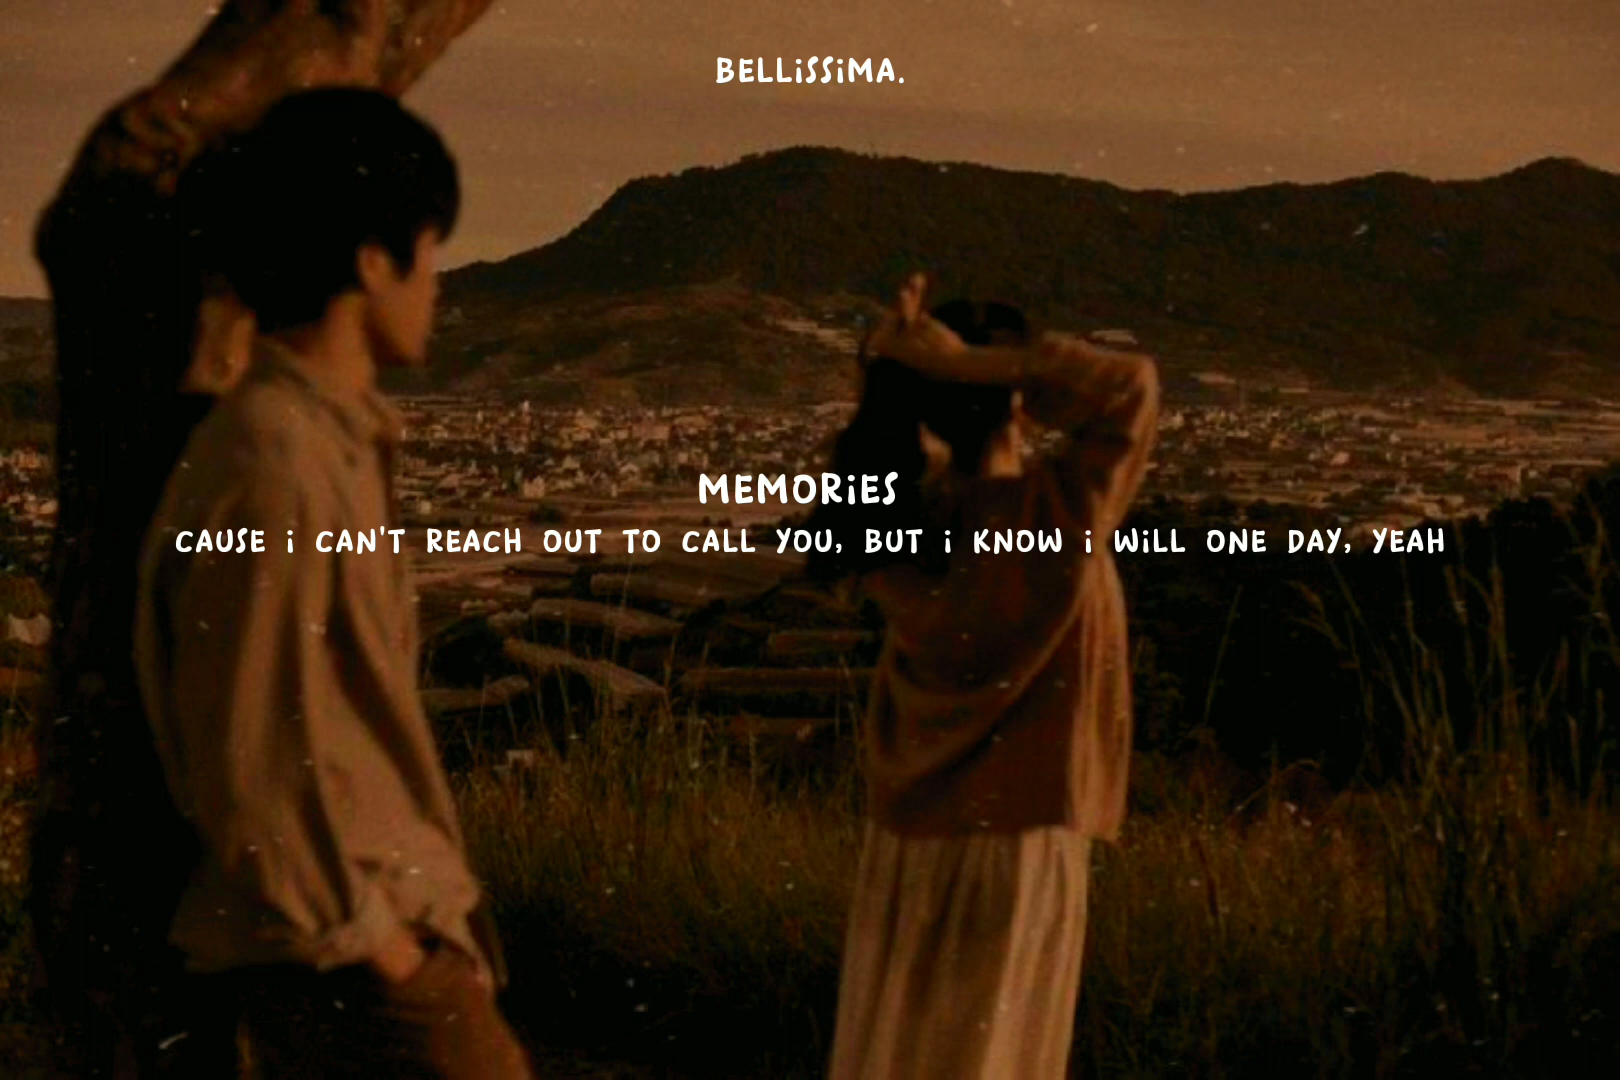 BELLiSSiMA.
MEMORiES
CAUSE i CAN'T REACH OUT TO CALL YOU, BUT i KNOW i WiLL ONE DAY, YEAH